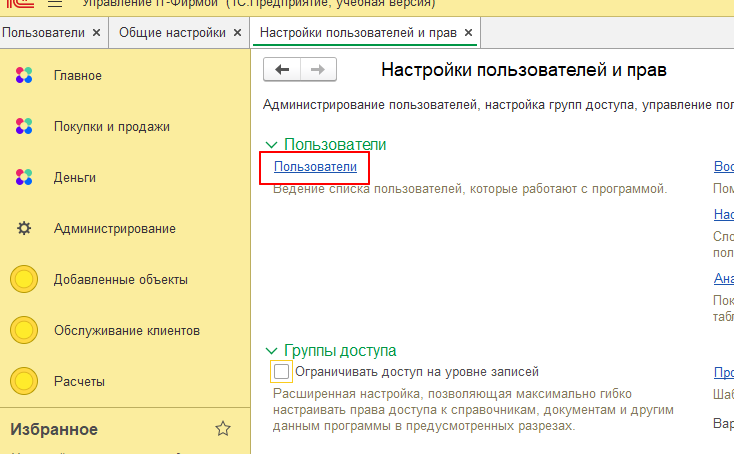 Управление IT-Фирмой (1С:Предприятие, учебная версия)
Пользователи × Общие настройки × Настройки пользователей и прав ×
Главное
Покупки и продажи
Деньги
Администрирование
Добавленные объекты
Обслуживание клиентов
Расчеты
Избранное
Настройки пользователей и прав
Администрирование пользователей, настройка групп доступа, управление пол
Пользователи
Пользователи
Ведение списка пользователей, которые работают с программой.
Вос
Пом
Нас
Сло
пол
Ана
Пок
табл
Группы доступа
Ограничивать доступ на уровне записей
Расширенная настройка, позволяющая максимально гибко
настраивать права доступа к справочникам, документам и другим
данным программы в предусмотренных разрезах.
Про
Шаб
Вар